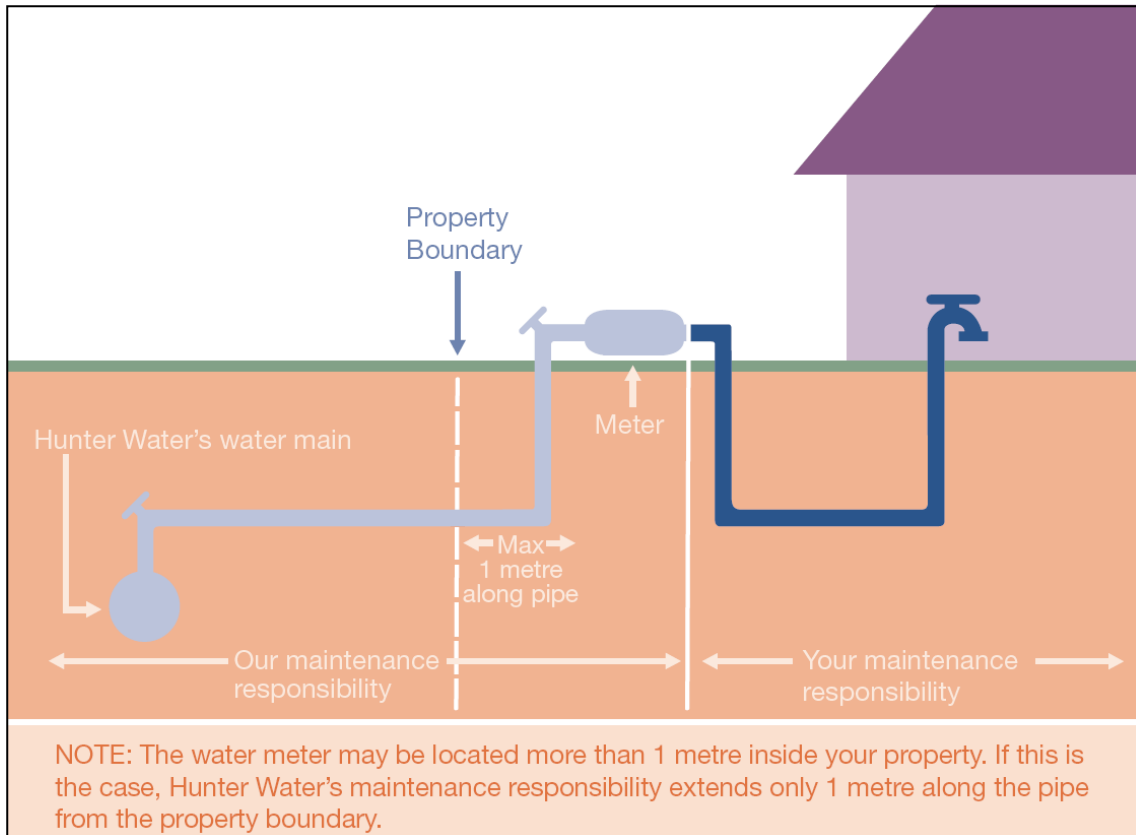 Property
Boundary
Hunter Water's water main
Meter
Max
1 metre
along pipe
Our maintenance
responsibility
Your maintenance
responsibility
NOTE: The water meter may be located more than 1 metre inside your property. If this is
the case, Hunter Water's maintenance responsibility extends only 1 metre along the pipe
from the property boundary.